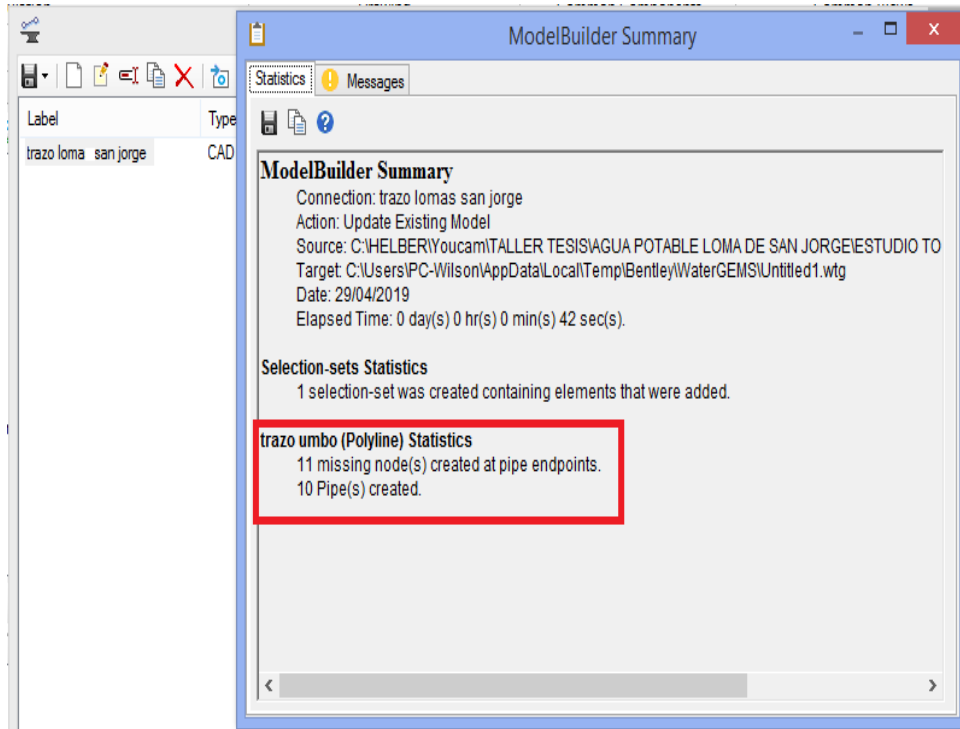 ModelBuilder Summary
X
Statistics
Messages
Label
Type
trazo loma san jorge
CAD
ModelBuilder Summary
Connection: trazo lomas san jorge
Action: Update Existing Model
Source: C:\HELBER\Youcam\TALLER TESIS\AGUA POTABLE LOMA DE SAN JORGE\ESTUDIO TO
Target: C:\Users\PC-Wilson\AppData\Local\Temp\Bentley\WaterGEMS\Untitled1.wtg
Date: 29/04/2019
Elapsed Time: 0 day(s) 0 hr(s) 0 min(s) 42 sec(s).
Selection-sets Statistics
1 selection-set was created containing elements that were added.
trazo umbo (Polyline) Statistics
11 missing node(s) created at pipe endpoints.
10 Pipe(s) created.